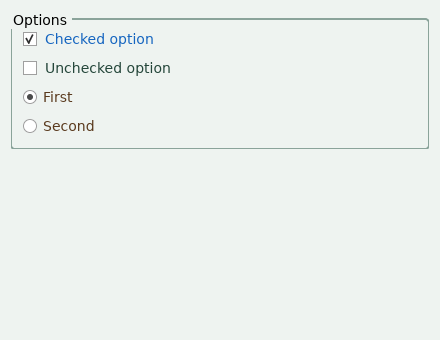 Options
Checked option
Unchecked option
First
Second